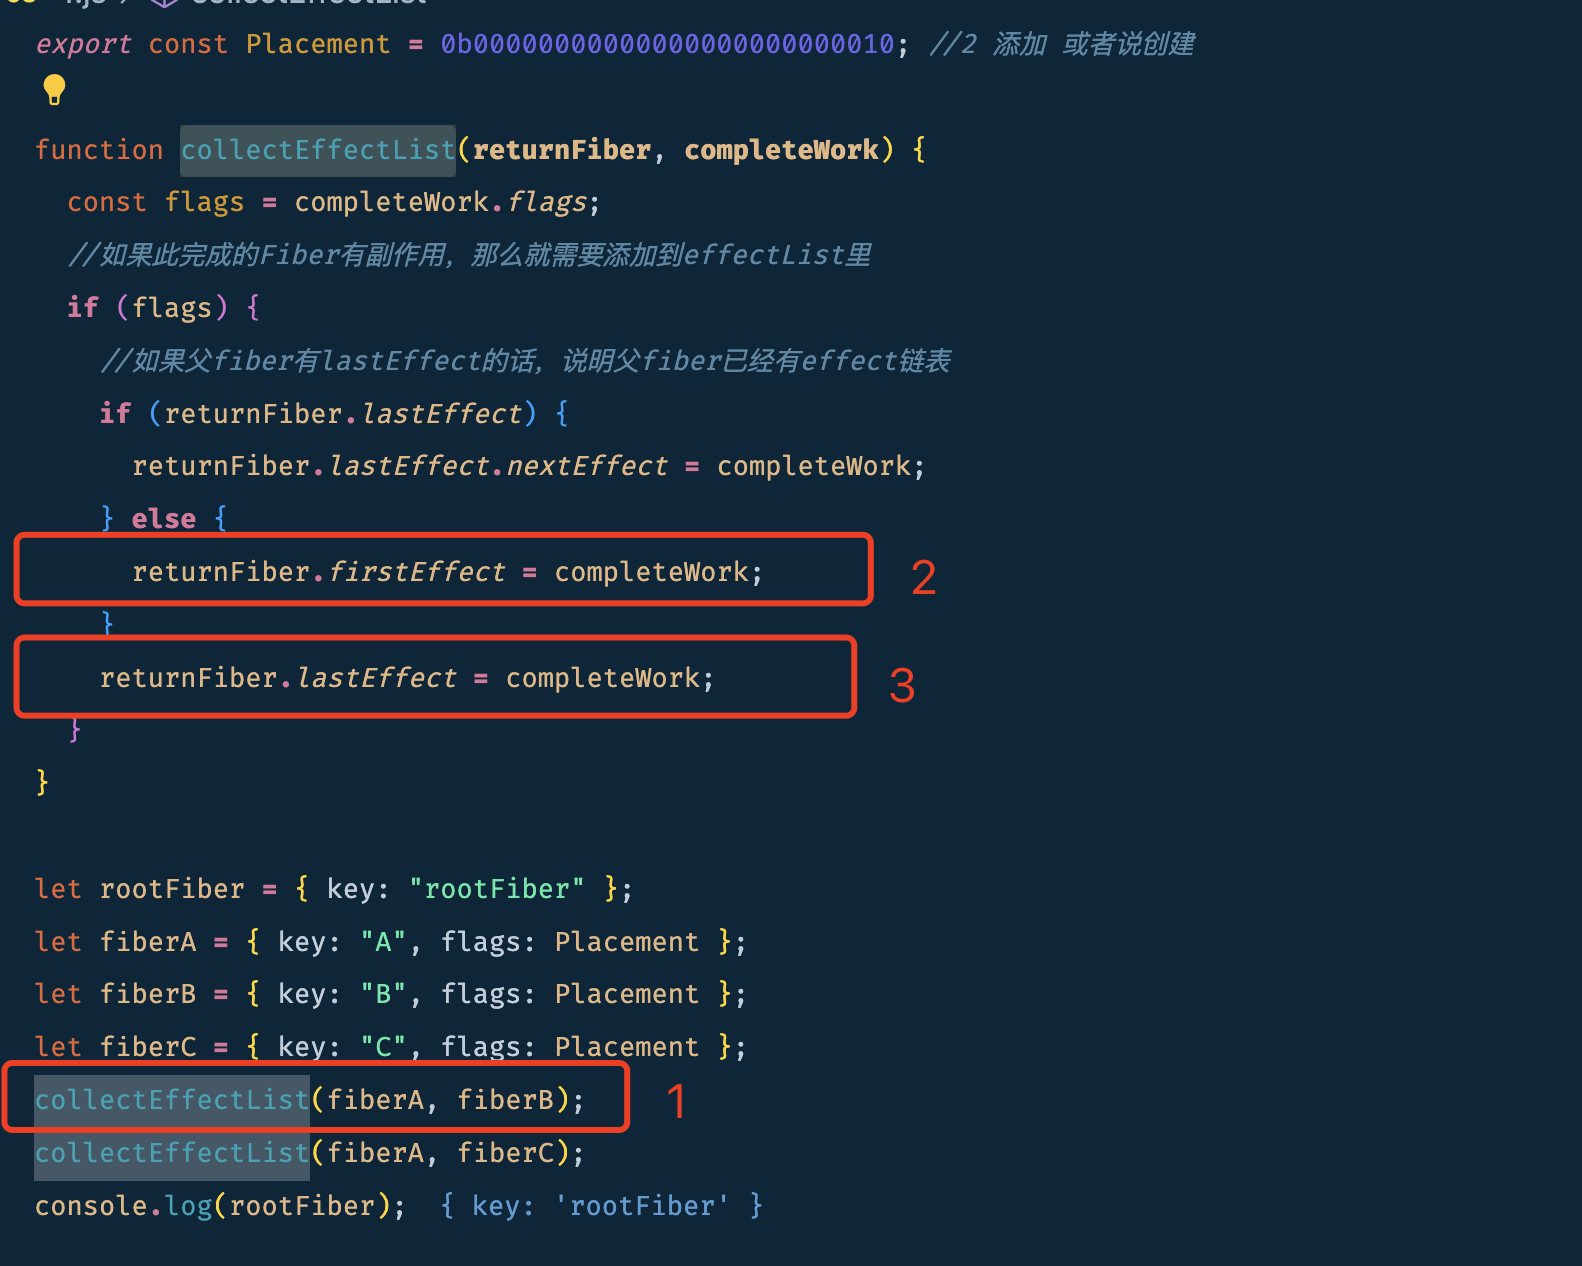 export const Placement = 0b00000000000000000000000010; //2 添加 或者说创建
function collectEffectList(returnFiber, completeWork) {
const flags = completeWork.flags;
//如果此完成的Fiber有副作用，那么就需要添加到effectList里
if (flags) {
//如果父fiber有lastEffect的话，说明父fiber已经有effect链表
if (returnFiber.lastEffect) {
returnFiber.lastEffect.nextEffect = completeWork;
} else {
returnFiber.firstEffect = completeWork; 2
}
returnFiber.lastEffect = completeWork; 3
}
}
let rootFiber = { key: "rootFiber" };
let fiberA = { key: "A", flags: Placement };
let fiberB = { key: "B", flags: Placement };
let fiberC = { key: "C", flags: Placement };
collectEffectList(fiberA, fiberB); 1
collectEffectList(fiberA, fiberC);
console.log(rootFiber); { key: 'rootFiber' }